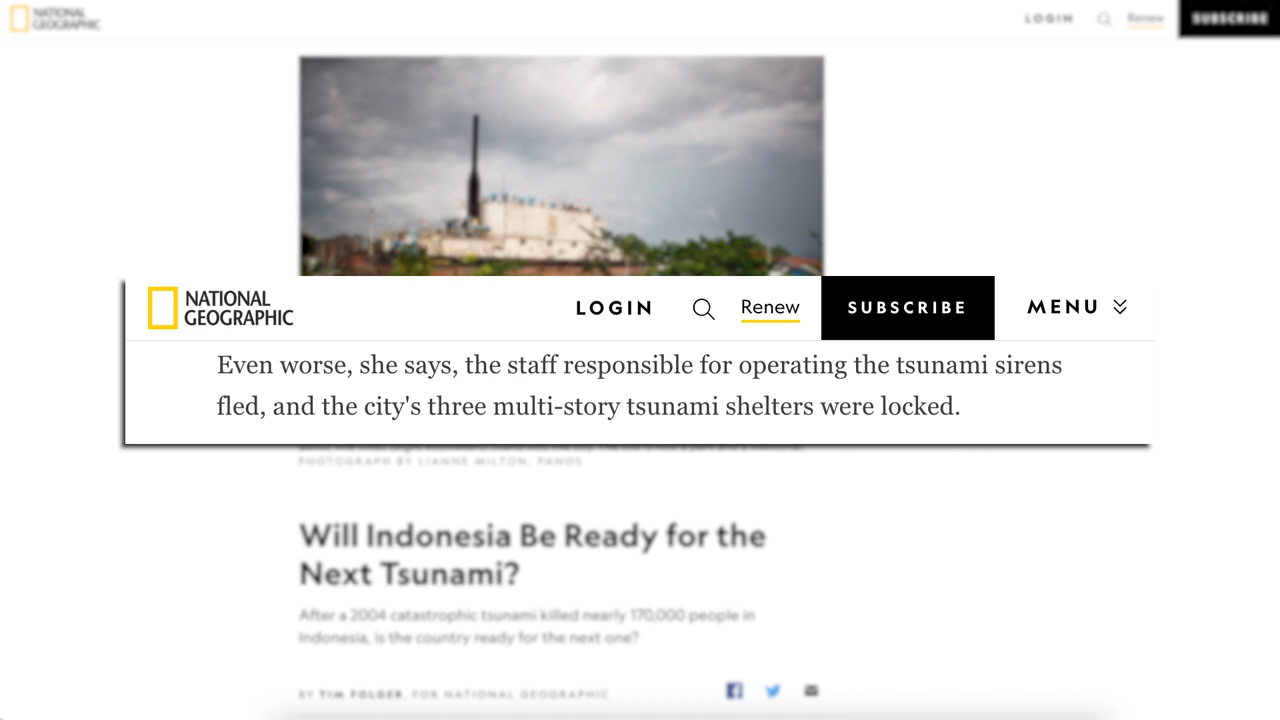 NATIONAL
GEOGRAPHIC
LOGIN
Renew
SUBSCRIBE
NATIONAL
GEOGRAPHIC
LOGIN
Renew
SUBSCRIBE
MENU
Even worse, she says, the staff responsible for operating the tsunami sirens
fled, and the city's three multi-story tsunami shelters were locked.
PHOTOGRAPH BY LIANNE MILTON, PANOS
Will Indonesia Be Ready for the
Next Tsunami?
After a 2004 catastrophic tsunami killed nearly 170,000 people in
Indonesia, is the country ready for the next one?
BY TIM FOLGER, FOR NATIONAL GEOGRAPHIC